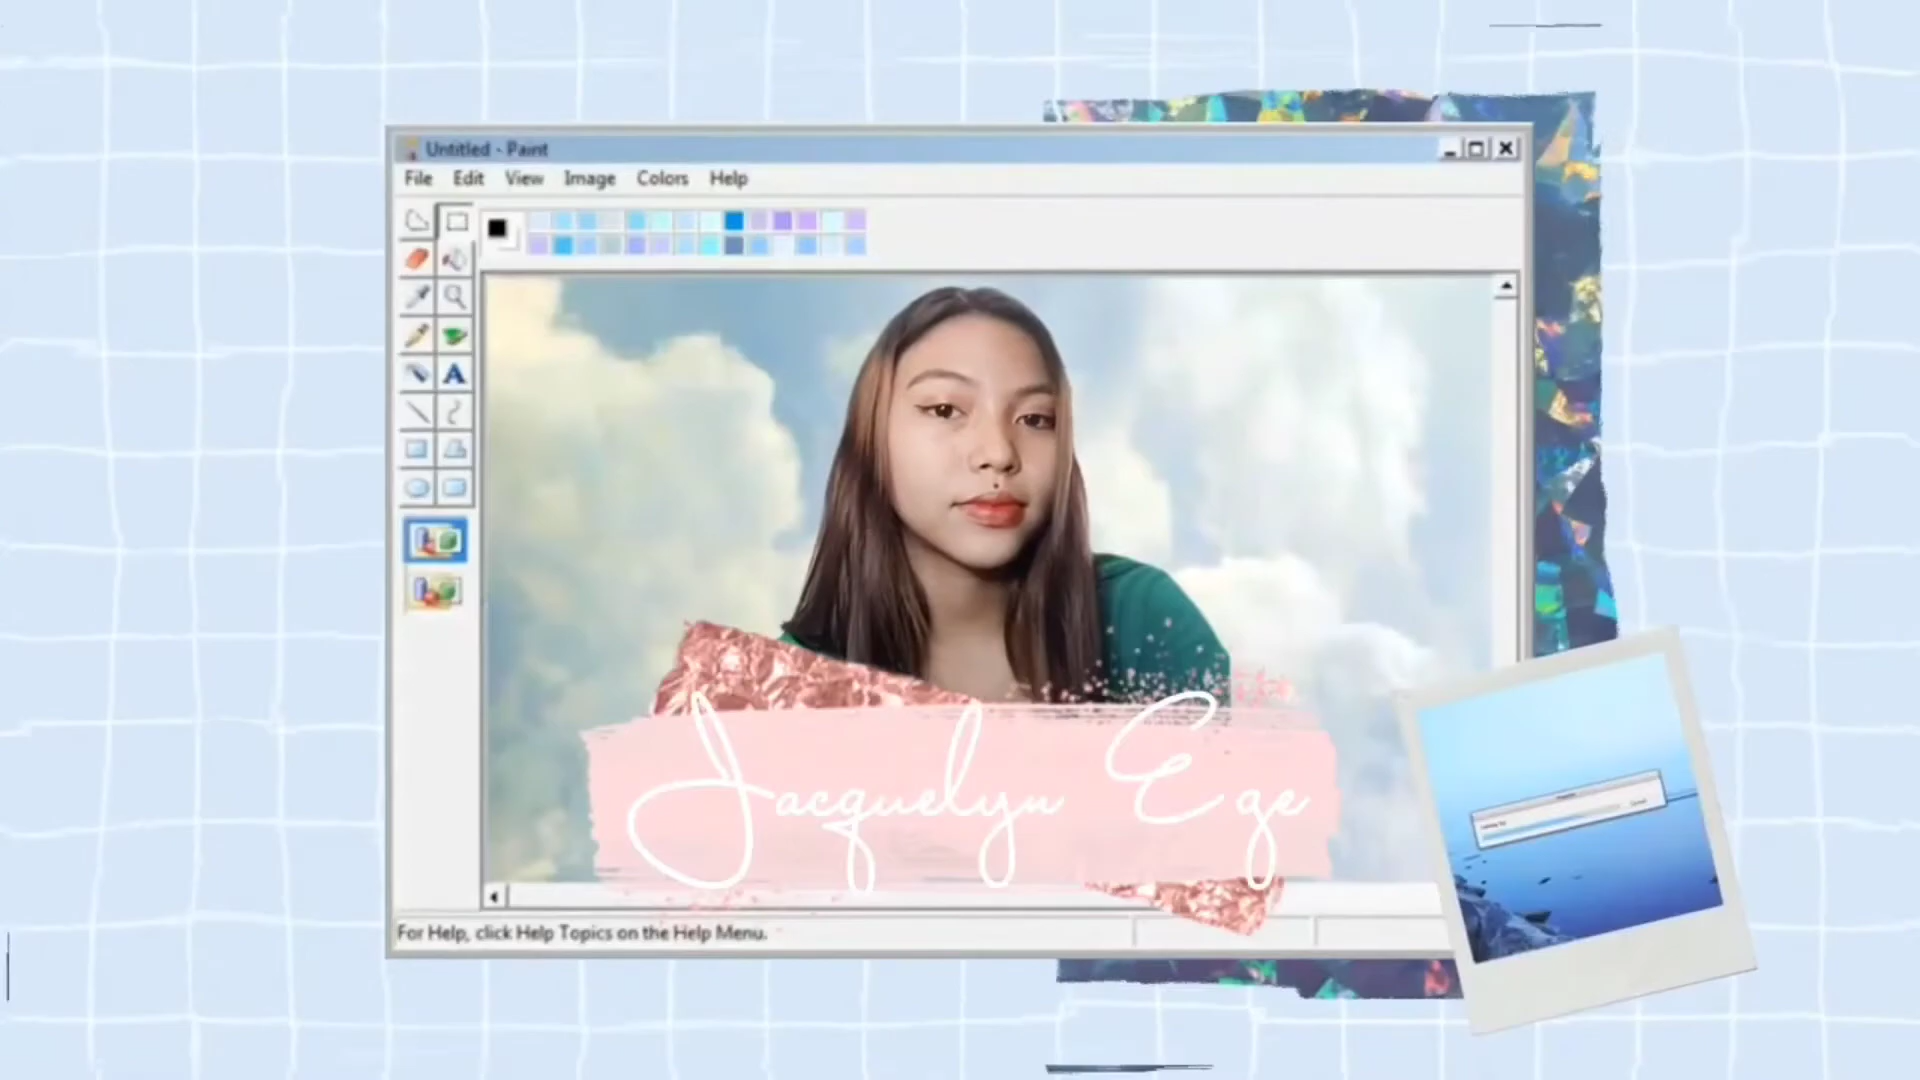 Untitled - Paint
File Edit View Image Colors Help
A
Jacquelyn Ege
For Help, click Help Topics on the Help Menu.